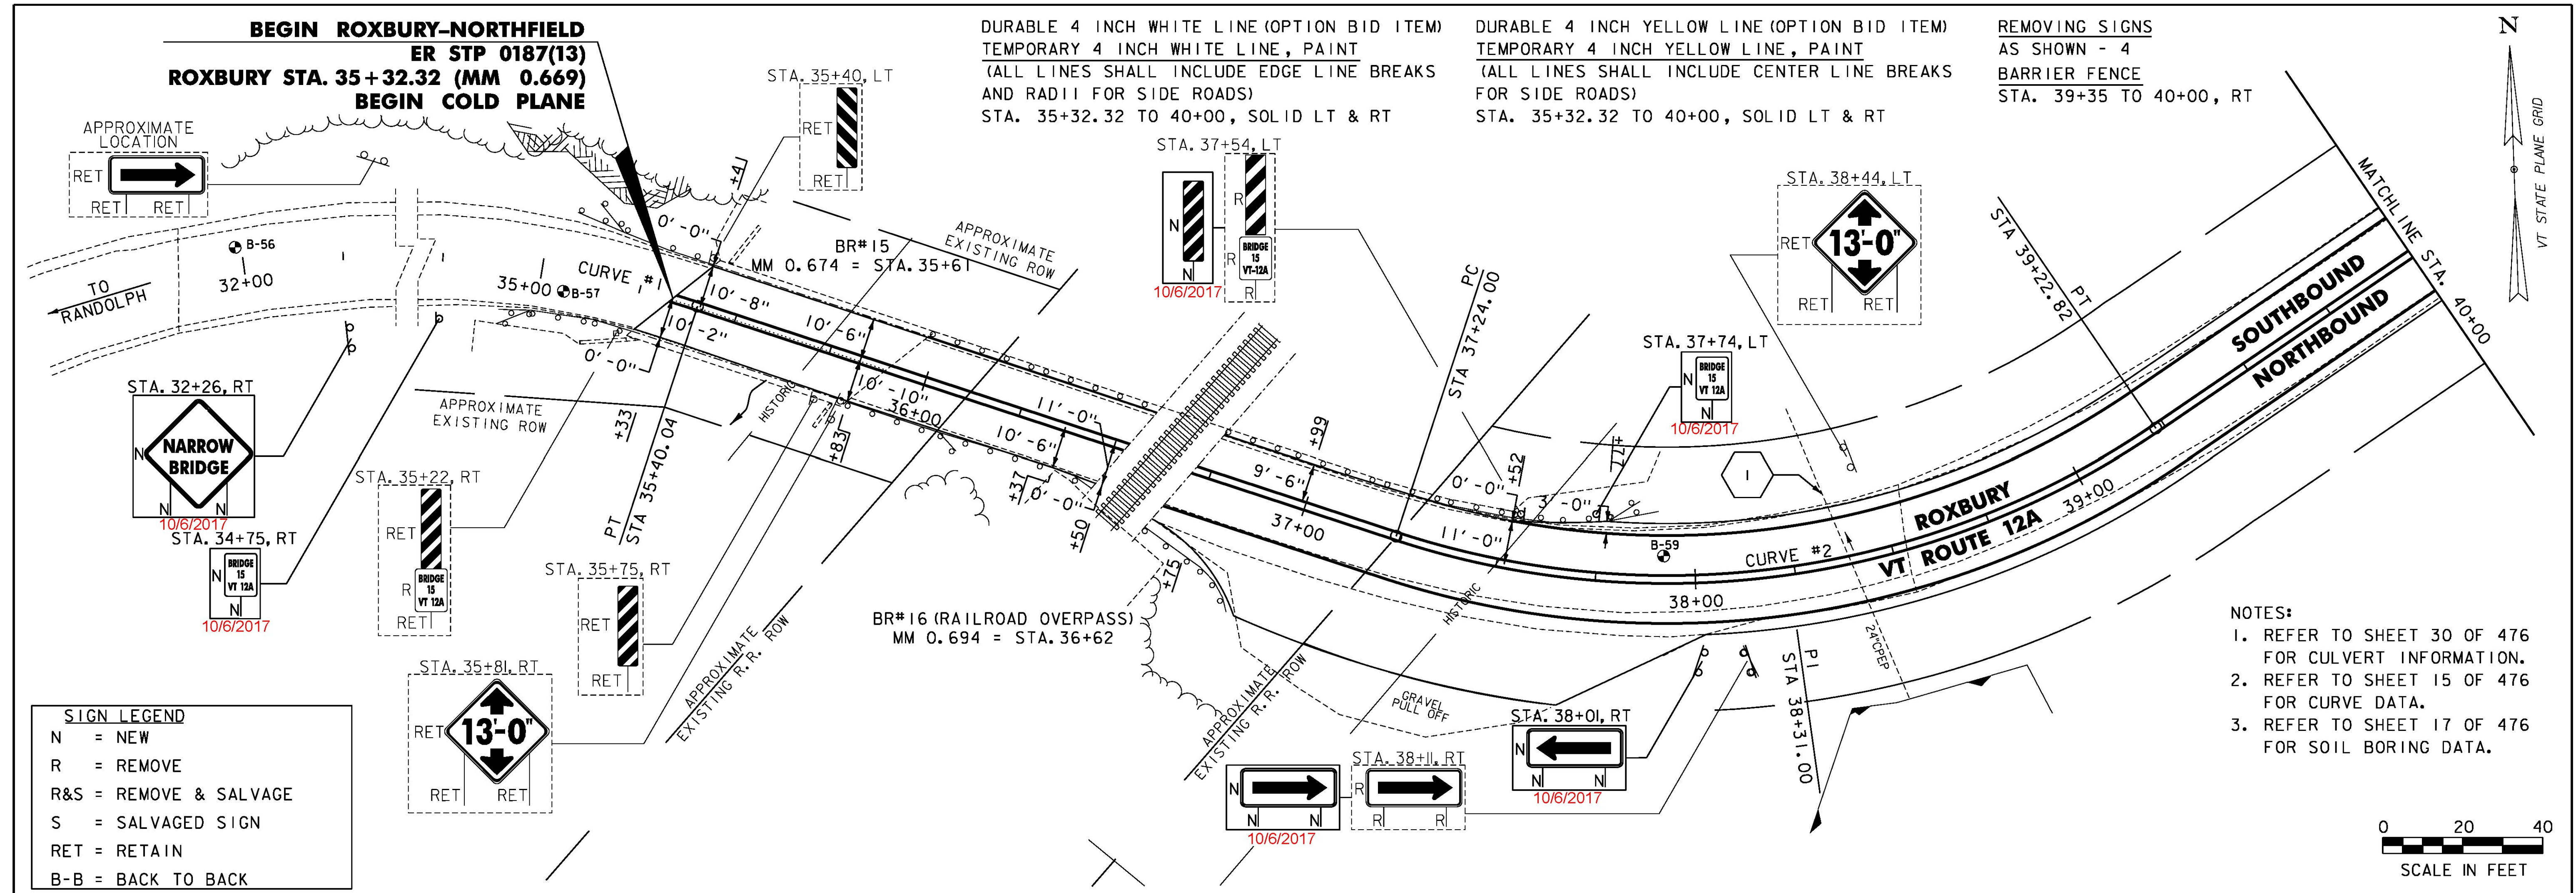 BEGIN ROXBURY–NORTHFIELD
ER STP 0187(13)
ROXBURY STA. 35+32.32 (MM 0.669)
BEGIN COLD PLANE
DURABLE 4 INCH WHITE LINE (OPTION BID ITEM)
TEMPORARY 4 INCH WHITE LINE, PAINT
(ALL LINES SHALL INCLUDE EDGE LINE BREAKS
AND RADII FOR SIDE ROADS)
STA. 35+32.32 TO 40+00, SOLID LT & RT
DURABLE 4 INCH YELLOW LINE (OPTION BID ITEM)
TEMPORARY 4 INCH YELLOW LINE, PAINT
(ALL LINES SHALL INCLUDE CENTER LINE BREAKS
FOR SIDE ROADS)
STA. 35+32.32 TO 40+00, SOLID LT & RT
REMOVING SIGNS
AS SHOWN - 4
BARRIER FENCE
STA. 39+35 TO 40+00, RT
N
VT STATE PLANE GRID
APPROXIMATE
LOCATION
RET
RET RET
STA. 35+40, LT
RET
RET
STA. 37+54, LT
N
N
10/6/2017
R
R
BRIDGE
15
VT-12A
R
STA. 38+44, LT
RET
13'-0"
RET RET
STA. 37+74, LT
N
BRIDGE
15
VT 12A
N
10/6/2017
MATCHLINE STA. 40+00
PT
STA 39+22.82
PC
STA 37+24.00
SOUTHBOUND
NORTHBOUND
B-56
32+00
TO
RANDOLPH
35+00
B-57
CURVE #1
+41
0'-0"
BR#15
MM 0.674 = STA. 35+61
APPROXIMATE
EXISTING ROW
10'-8"
10'-2"
10'-6"
0'-0"
+33
PT
STA 35+40.04
APPROXIMATE
EXISTING ROW
HISTORIC
10'-10"
36+00
+83
11'-0"
10'-6"
+37
0'-0"
+50
+75
9'-6"
+99
37+00
0'-0"
+52
11'-0"
3'-0"
+77
B-59
CURVE #2
38+00
1
ROXBURY
VT ROUTE 12A
39+00
24"CPEP
PI
STA 38+31.00
HISTORIC
GRAVEL
PULL OFF
BR#16 (RAILROAD OVERPASS)
MM 0.694 = STA. 36+62
APPROXIMATE
EXISTING R.R. ROW
APPROXIMATE
EXISTING R.R. ROW
STA. 32+26, RT
N
NARROW
BRIDGE
N N
10/6/2017
STA. 34+75, RT
N
BRIDGE
15
VT 12A
N
10/6/2017
STA. 35+22, RT
RET
R
BRIDGE
15
VT 12A
RET
STA. 35+75, RT
RET
RET
STA. 35+81, RT
RET
13'-0"
RET RET
STA. 38+01, RT
N
N N
10/6/2017
N
N N
10/6/2017
STA. 38+11, RT
R
R R
SIGN LEGEND
N = NEW
R = REMOVE
R&S = REMOVE & SALVAGE
S = SALVAGED SIGN
RET = RETAIN
B-B = BACK TO BACK
NOTES:
1. REFER TO SHEET 30 OF 476
FOR CULVERT INFORMATION.
2. REFER TO SHEET 15 OF 476
FOR CURVE DATA.
3. REFER TO SHEET 17 OF 476
FOR SOIL BORING DATA.
0 20 40
SCALE IN FEET